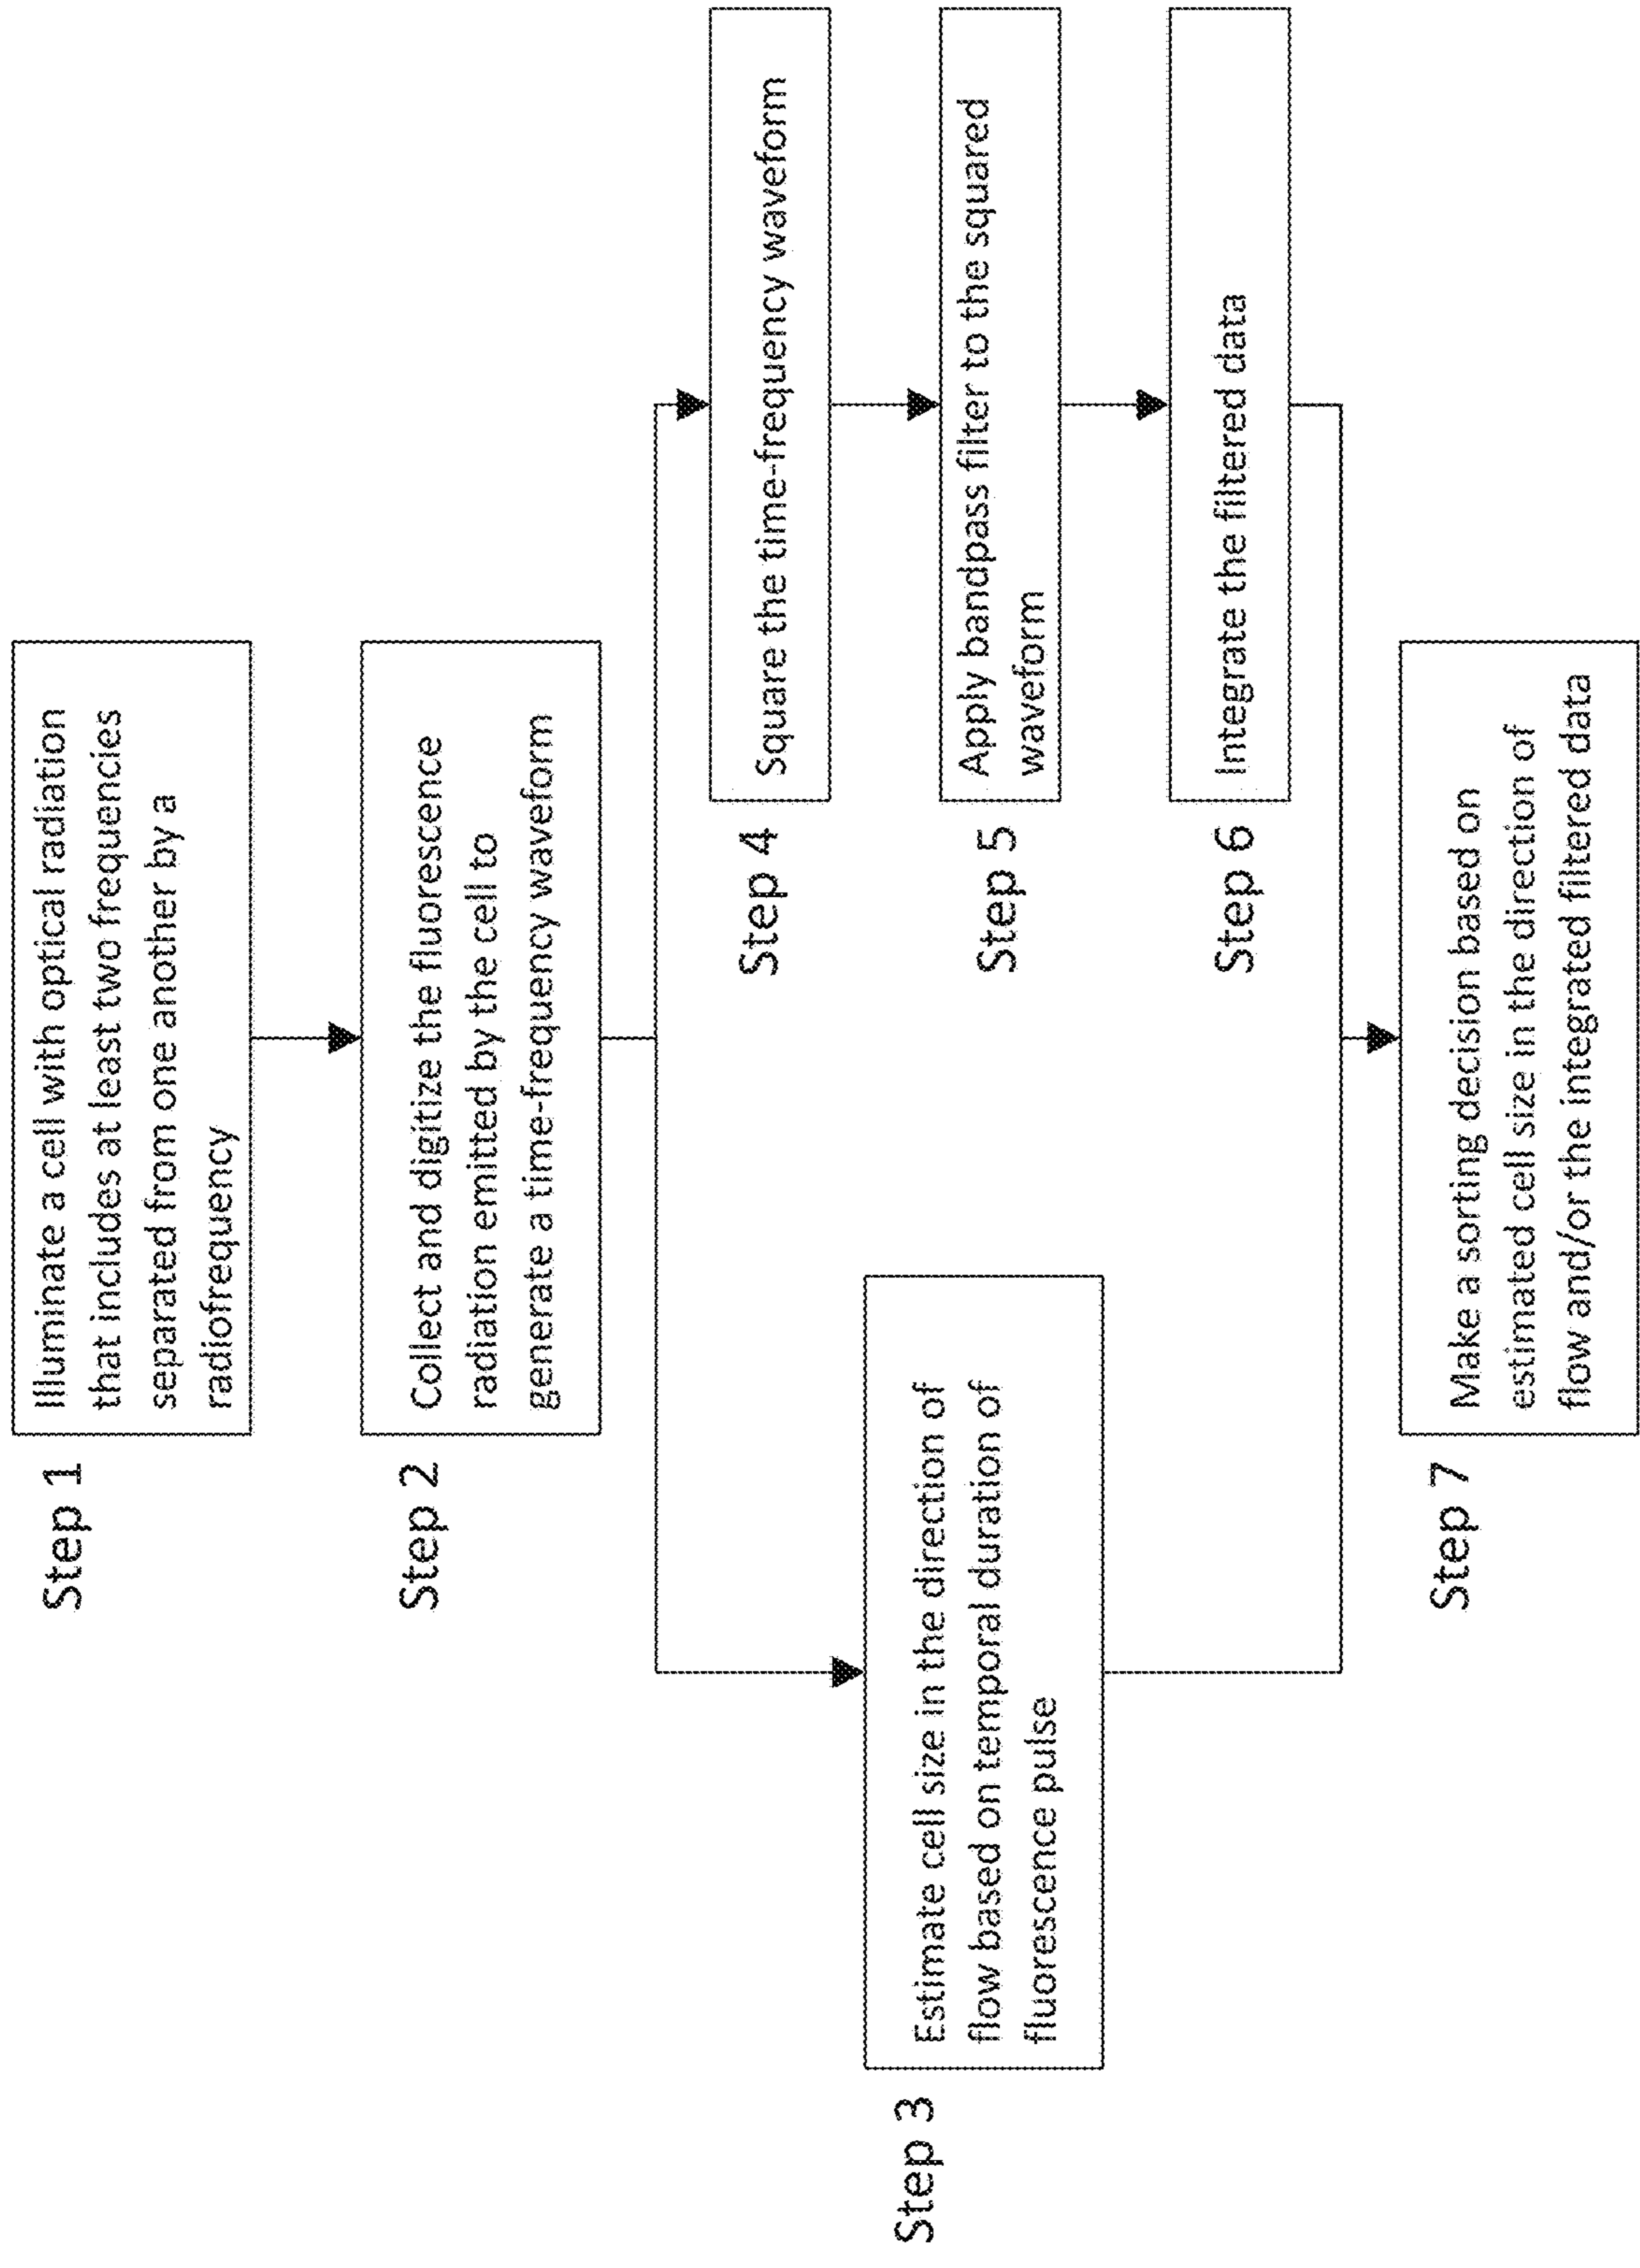 Step 1
Illuminate a cell with optical radiation
that includes at least two frequencies
separated from one another by a
radiofrequency
Step 2
Collect and digitize the fluorescence
radiation emitted by the cell to
generate a time-frequency waveform
Step 3
Estimate cell size in the direction of
flow based on temporal duration of
fluorescence pulse
Step 4
Square the time-frequency waveform
Step 5
Apply bandpass filter to the squared
waveform
Step 6
Integrate the filtered data
Step 7
Make a sorting decision based on
estimated cell size in the direction of
flow and/or the integrated filtered data